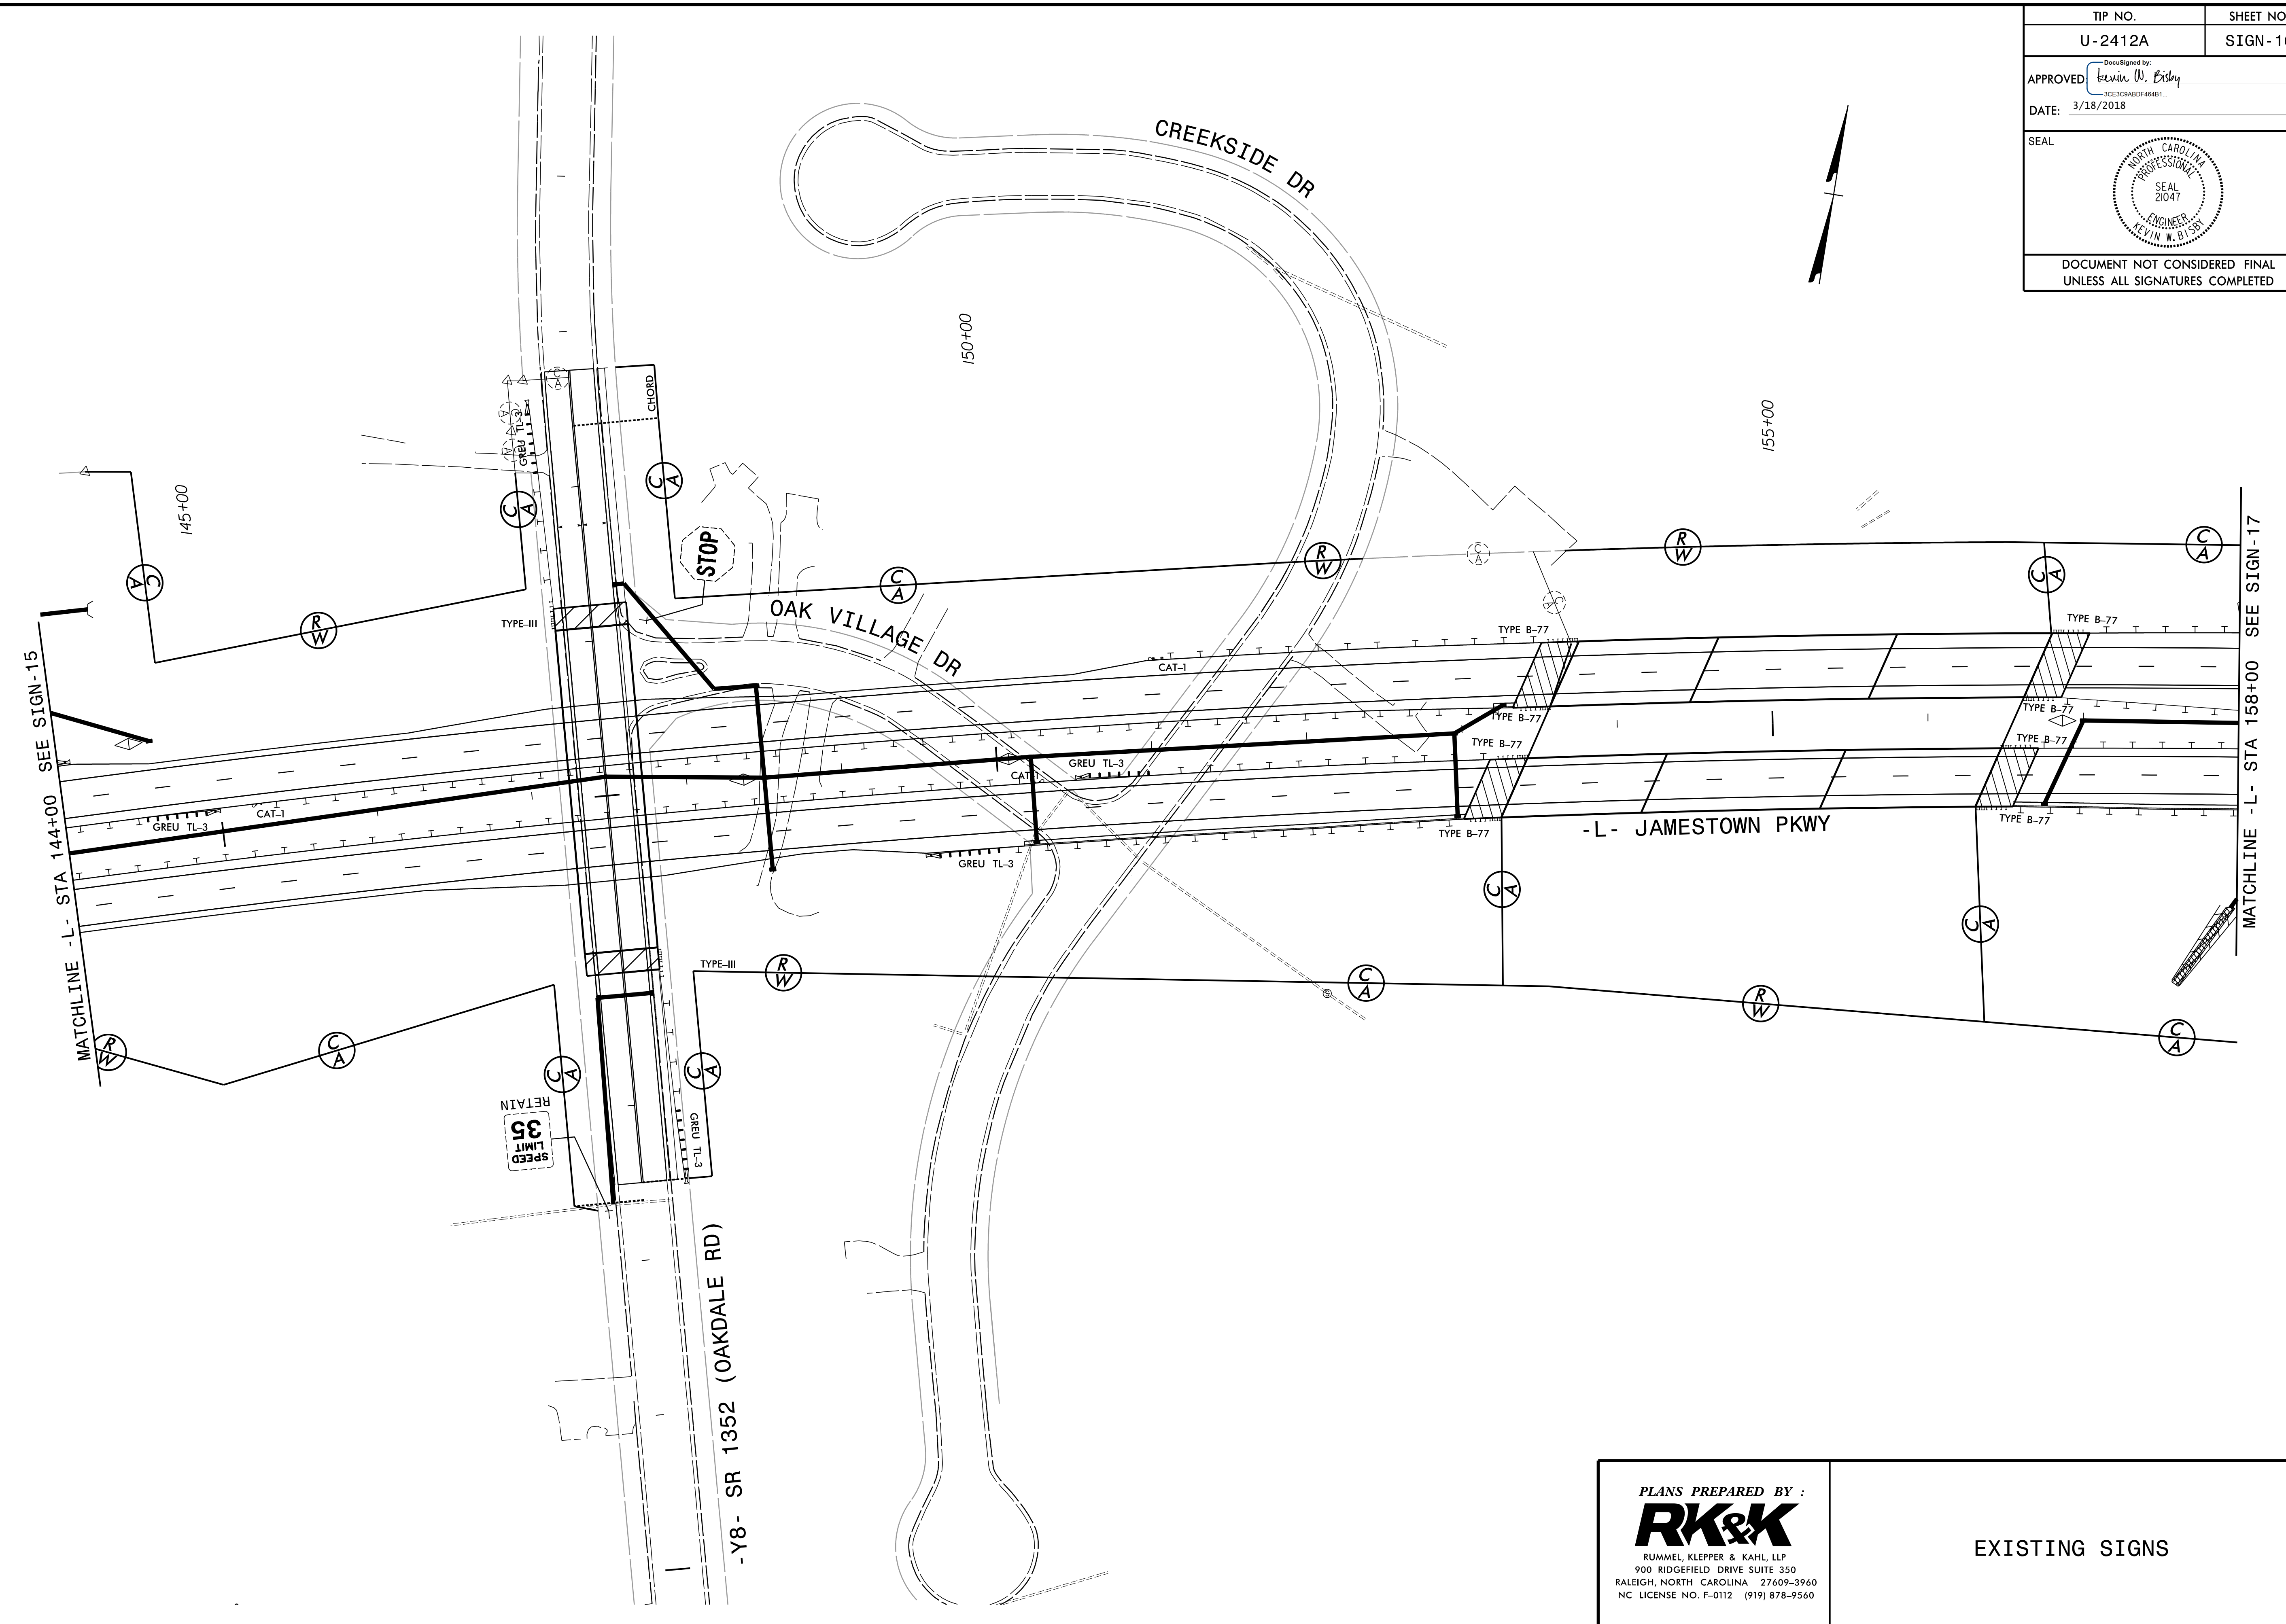 TIP NO.
SHEET NO
U-2412A
SIGN-16
APPROVED:
DocuSigned by:
Kevin W. Bisby
3CE3C9ABDF464B1...
DATE: 3/18/2018
SEAL
NORTH CAROLINA
PROFESSIONAL
SEAL
21047
ENGINEER
KEVIN W. BISBY
DOCUMENT NOT CONSIDERED FINAL
UNLESS ALL SIGNATURES COMPLETED
CREEKSIDE DR
150+00
155+00
145+00
CHORD
C A
GREU TL-3
C A
C A
C A
C A
C A
C A
STOP
C A
R W
C A
R W
C A
C A
C A
C A
R W
OAK VILLAGE DR
TYPE-III
TYPE B-77
TYPE B-77
CAT-1
TYPE B-77
TYPE B-77
TYPE B-77
TYPE B-77
GREU TL-3
CAT-1
CAT-1
GREU TL-3
TYPE B-77
TYPE B-77
-L- JAMESTOWN PKWY
GREU TL-3
MATCHLINE -L- STA 144+00 SEE SIGN-15
MATCHLINE -L- STA 158+00 SEE SIGN-17
C A
C A
TYPE-III
R W
C A
S
R W
C A
R W
C A
C A
C A
RETAIN
SPEED
LIMIT
35
GREU TL-3
-Y8- SR 1352 (OAKDALE RD)
PLANS PREPARED BY :
RK&K
RUMMEL, KLEPPER & KAHL, LLP
900 RIDGEFIELD DRIVE SUITE 350
RALEIGH, NORTH CAROLINA 27609-3960
NC LICENSE NO. F-0112 (919) 878-9560
EXISTING SIGNS